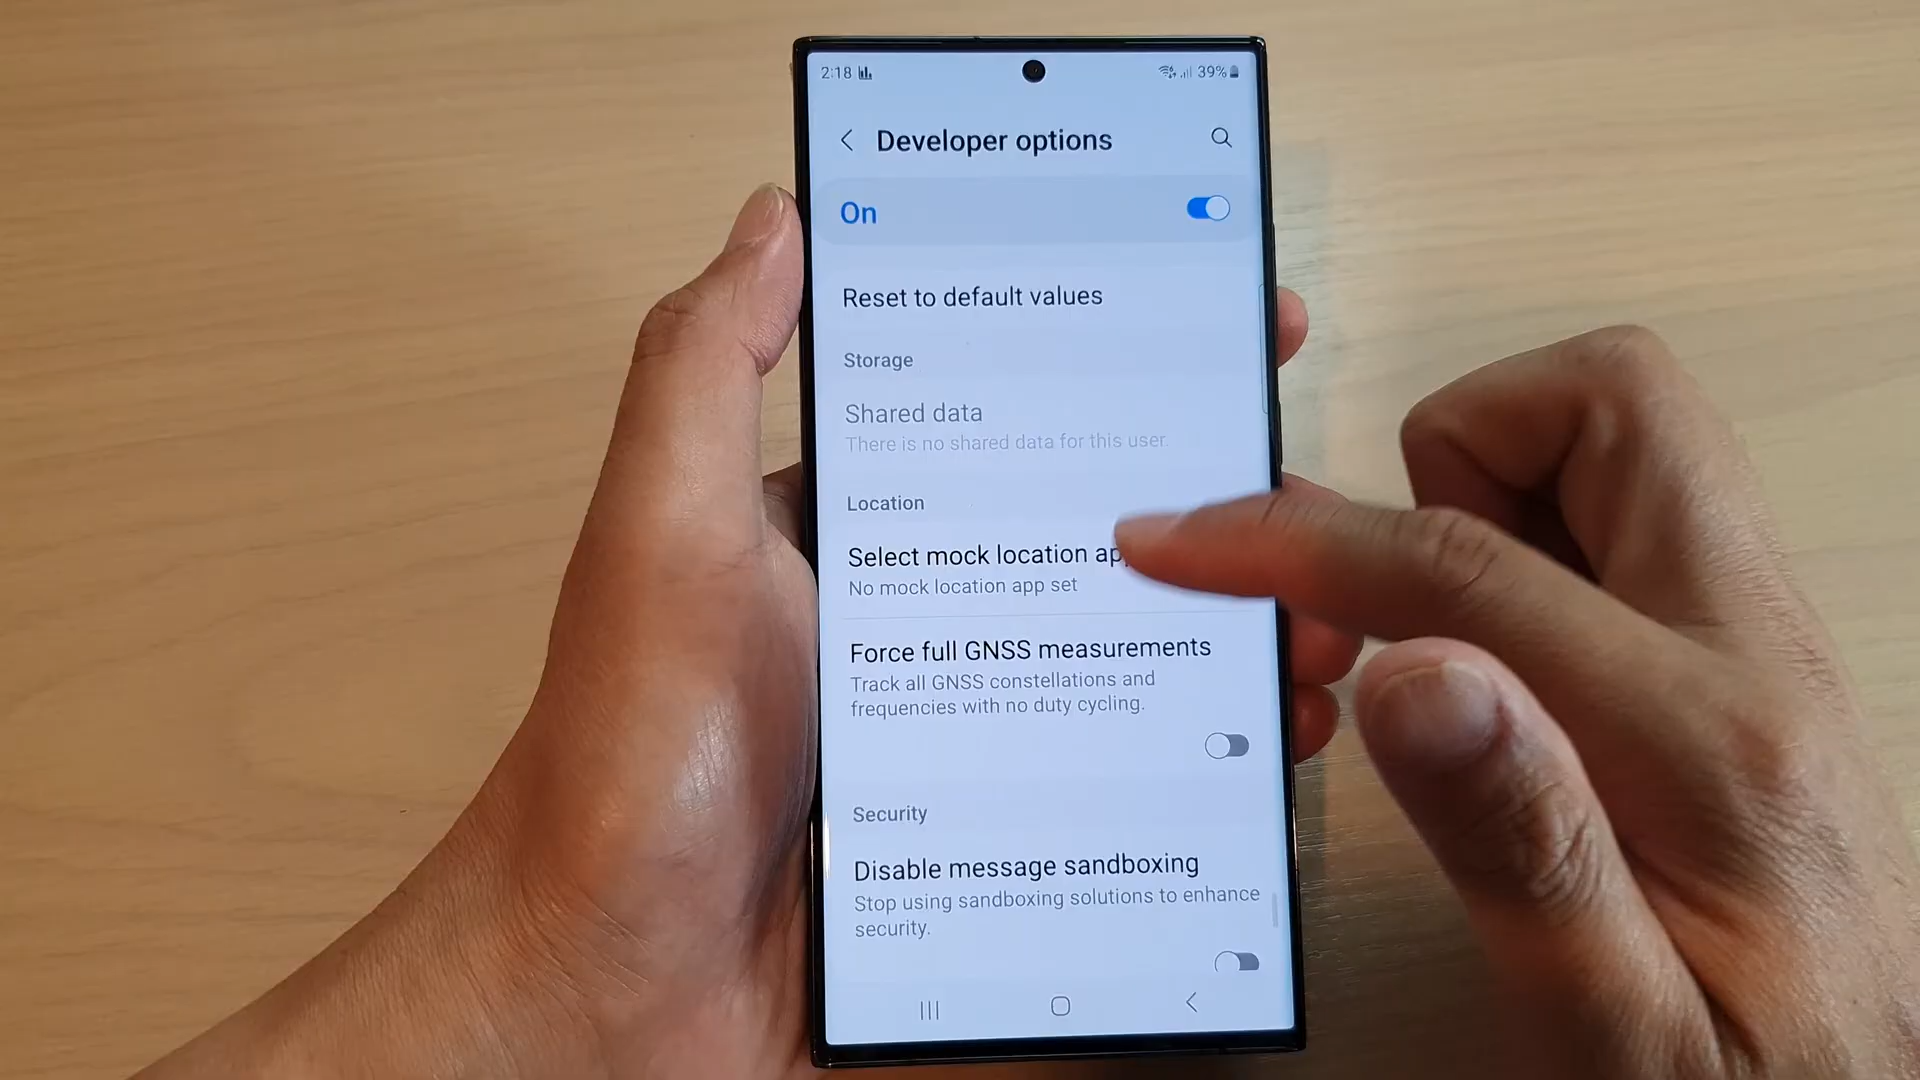 2:18 39%
Developer options
On
Reset to default values
Storage
Shared data
There is no shared data for this user.
Location
Select mock location ap
No mock location app set
Force full GNSS measurements
Track all GNSS constellations and
frequencies with no duty cycling.
Security
Disable message sandboxing
Stop using sandboxing solutions to enhance
security.